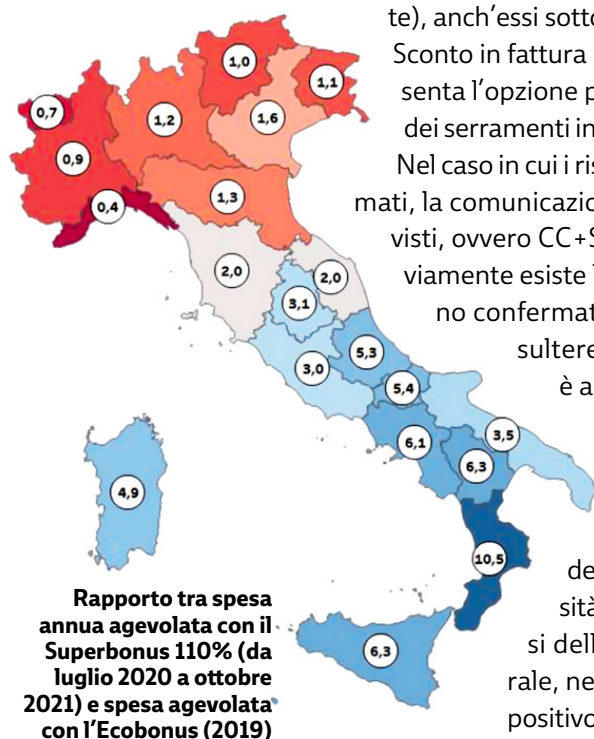 te), anch’essi sotto
Sconto in fattura
senta l’opzione p
dei serramenti in
Nel caso in cui i ris
mati, la comunicazio
visti, ovvero CC+S
viamente esiste
no confermat
sultere
è a
de
sità
si dell
rale, ne
positivo
1,0
1,1
0,7
1,2
1,6
0,9
0,4
1,3
2,0
2,0
3,1
3,0
5,3
5,4
6,1
3,5
6,3
4,9
10,5
6,3
Rapporto tra spesa
annua agevolata con il
Superbonus 110% (da
luglio 2020 a ottobre
2021) e spesa agevolata
con l’Ecobonus (2019)